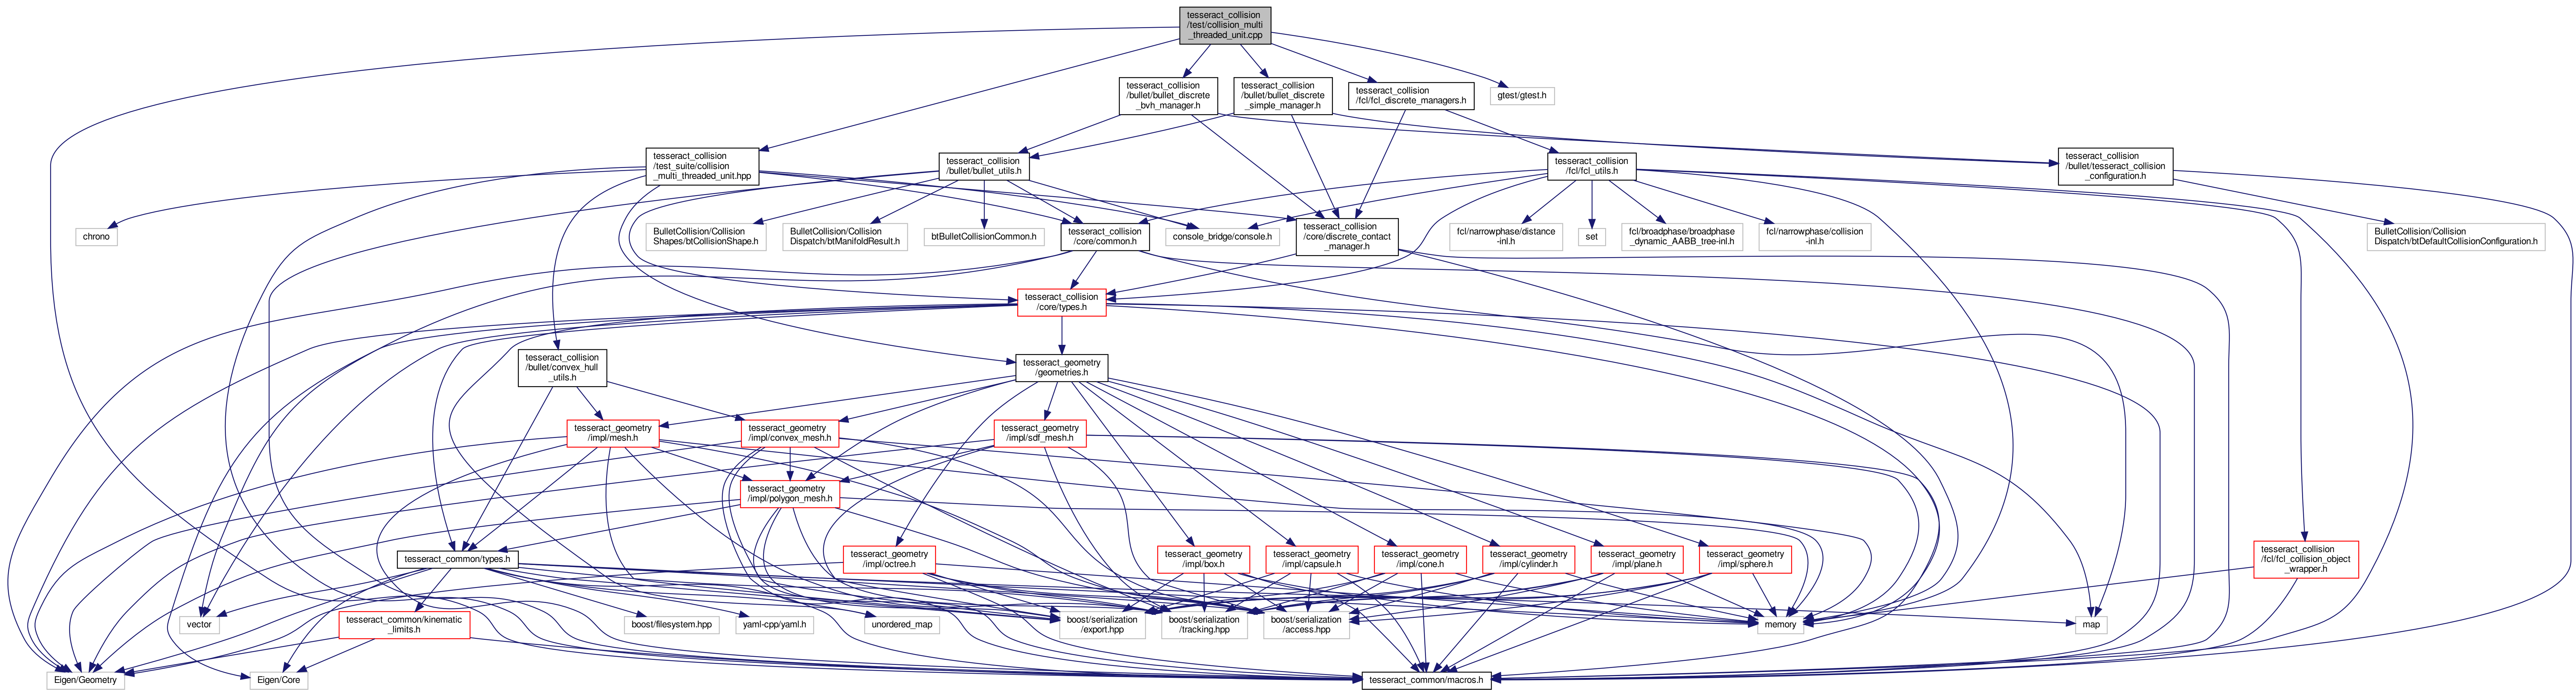 tesseract_collision
/test/collision_multi
_threaded_unit.cpp
tesseract_collision
/bullet/bullet_discrete
_bvh_manager.h
tesseract_collision
/bullet/bullet_discrete
_simple_manager.h
tesseract_collision
/fcl/fcl_discrete_managers.h
gtest/gtest.h
tesseract_collision
/test_suite/collision
_multi_threaded_unit.hpp
tesseract_collision
/bullet/bullet_utils.h
tesseract_collision
/fcl/fcl_utils.h
tesseract_collision
/bullet/tesseract_collision
_configuration.h
chrono
BulletCollision/Collision
Shapes/btCollisionShape.h
BulletCollision/Collision
Dispatch/btManifoldResult.h
btBulletCollisionCommon.h
tesseract_collision
/core/common.h
console_bridge/console.h
tesseract_collision
/core/discrete_contact
_manager.h
fcl/narrowphase/distance
-inl.h
set
fcl/broadphase/broadphase
_dynamic_AABB_tree-inl.h
fcl/narrowphase/collision
-inl.h
BulletCollision/Collision
Dispatch/btDefaultCollisionConfiguration.h
tesseract_collision
/core/types.h
tesseract_collision
/bullet/convex_hull
_utils.h
tesseract_geometry
/geometries.h
tesseract_geometry
/impl/mesh.h
tesseract_geometry
/impl/convex_mesh.h
tesseract_geometry
/impl/sdf_mesh.h
tesseract_geometry
/impl/polygon_mesh.h
tesseract_common/types.h
tesseract_geometry
/impl/octree.h
tesseract_geometry
/impl/box.h
tesseract_geometry
/impl/capsule.h
tesseract_geometry
/impl/cone.h
tesseract_geometry
/impl/cylinder.h
tesseract_geometry
/impl/plane.h
tesseract_geometry
/impl/sphere.h
tesseract_collision
/fcl/fcl_collision_object
_wrapper.h
vector
tesseract_common/kinematic
_limits.h
boost/filesystem.hpp
yaml-cpp/yaml.h
unordered_map
boost/serialization
/export.hpp
boost/serialization
/tracking.hpp
boost/serialization
/access.hpp
memory
map
Eigen/Geometry
Eigen/Core
tesseract_common/macros.h